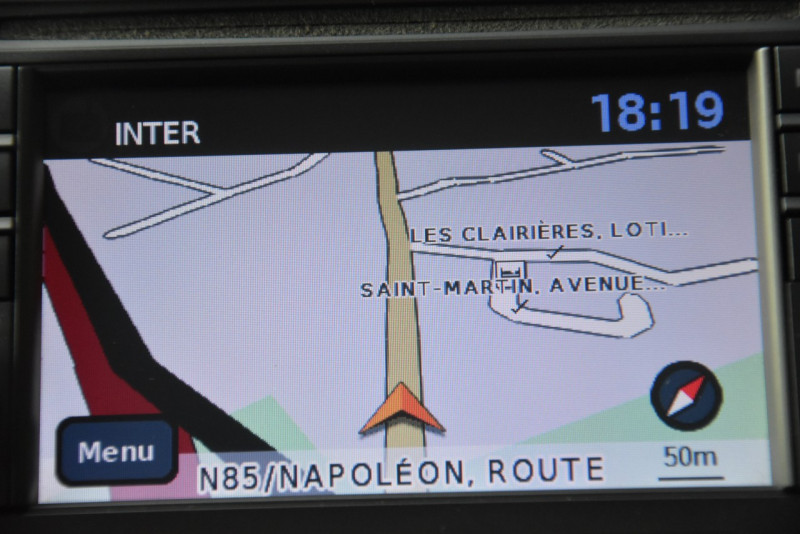 INTER
18:19
LES CLAIRIÈRES, LOTI...
SAINT-MARTIN, AVENUE...
Menu
N85/NAPOLÉON, ROUTE
50m